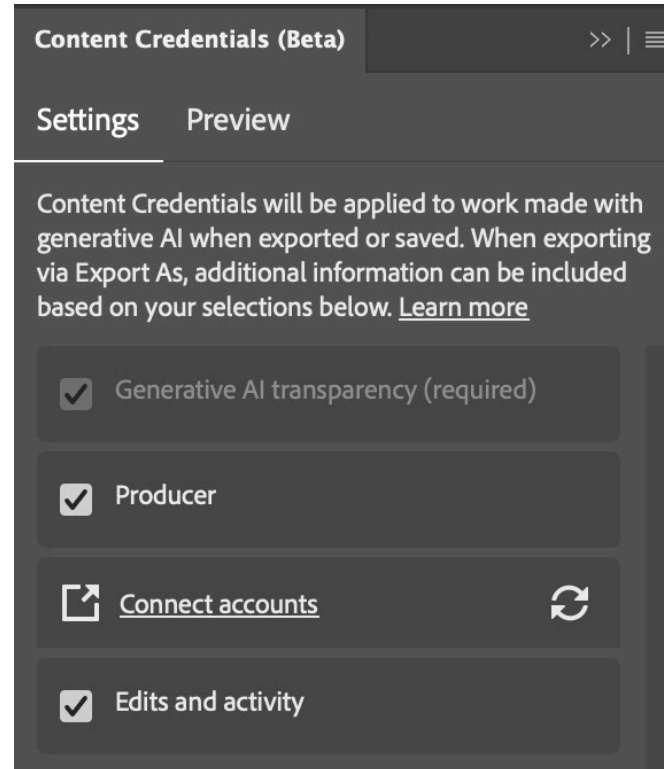 Content Credentials (Beta)
Settings Preview
Content Credentials will be applied to work made with
generative AI when exported or saved. When exporting
via Export As, additional information can be included
based on your selections below. Learn more
Generative AI transparency (required)
Producer
Connect accounts
Edits and activity